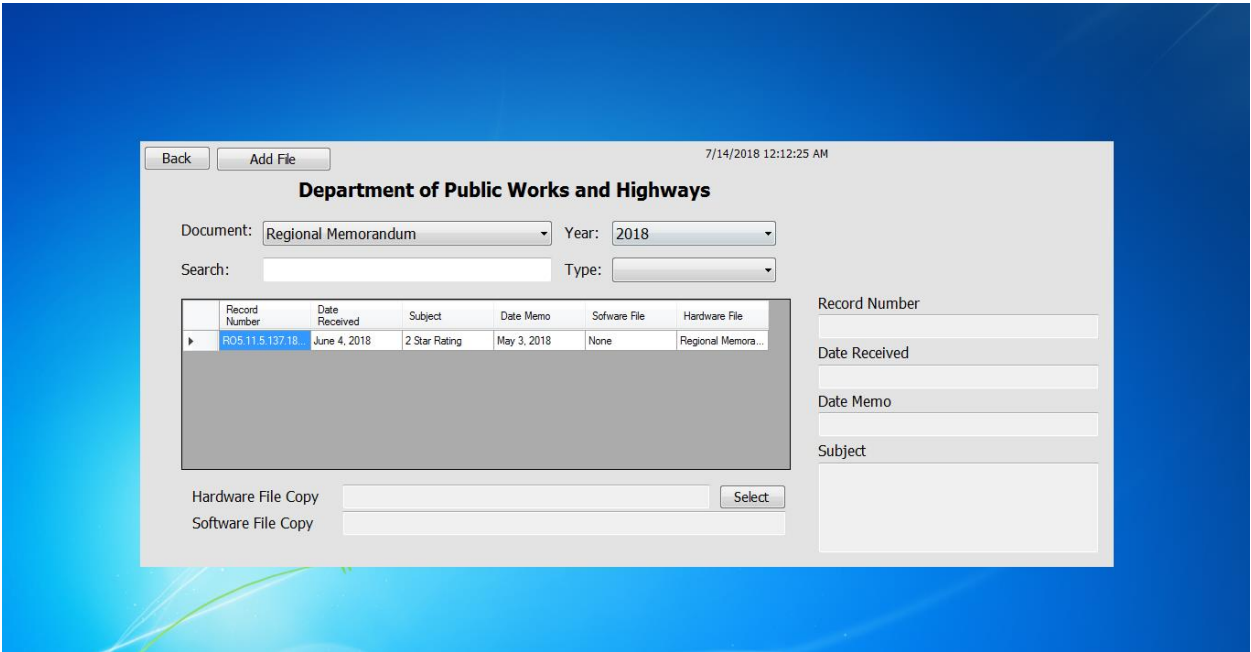 Back Add File 7/14/2018 12:12:25 AM
Department of Public Works and Highways
Document: Regional Memorandum Year: 2018
Search: Type:
Record Number Date Received Subject Date Memo Sofware File Hardware File
RO5.11.5.137.18... June 4, 2018 2 Star Rating May 3, 2018 None Regional Memora...
Hardware File Copy Select
Software File Copy
Record Number
Date Received
Date Memo
Subject